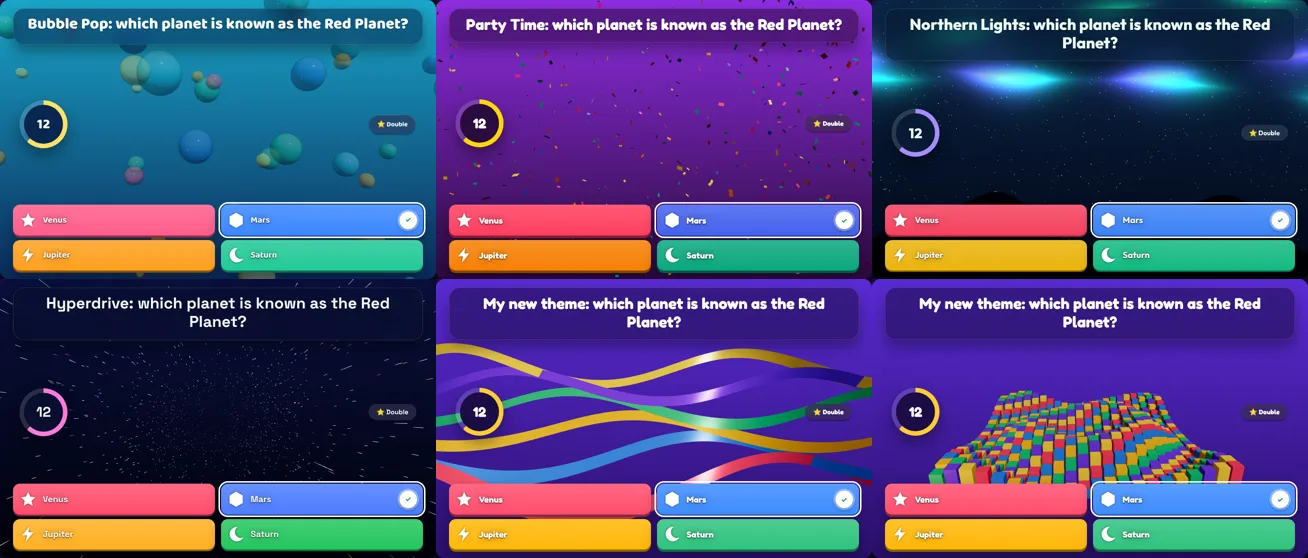 Bubble Pop: which planet is known as the Red Planet?
12
Double
Venus
Mars
Jupiter
Saturn
Party Time: which planet is known as the Red Planet?
12
Double
Venus
Mars
Jupiter
Saturn
Northern Lights: which planet is known as the Red
Planet?
12
Double
Venus
Mars
Jupiter
Saturn
Hyperdrive: which planet is known as the Red
Planet?
12
Double
Venus
Mars
Jupiter
Saturn
My new theme: which planet is known as the Red
Planet?
12
Double
Venus
Mars
Jupiter
Saturn
My new theme: which planet is known as the Red
Planet?
12
Double
Venus
Mars
Jupiter
Saturn